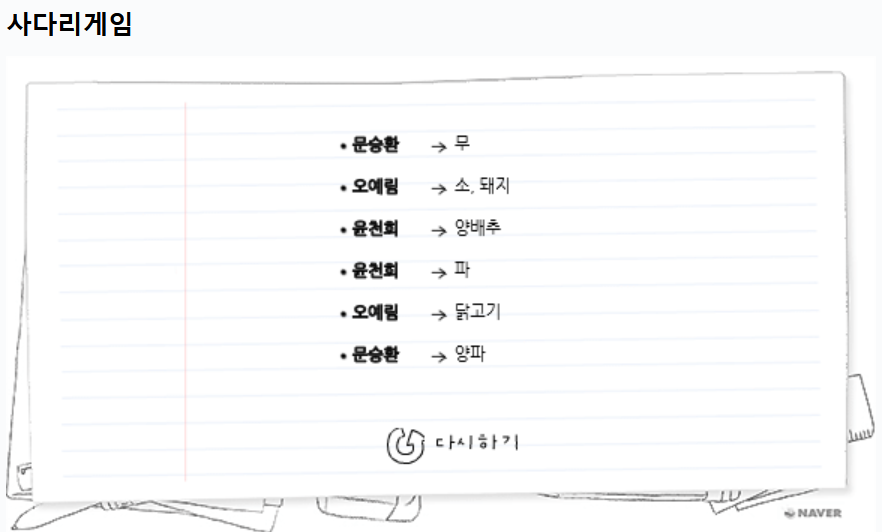 사다리게임
• 문승환 → 무
• 오예림 → 소, 돼지
• 윤천희 → 양배추
• 윤천희 → 파
• 오예림 → 닭고기
• 문승환 → 양파
다시하기
NAVER